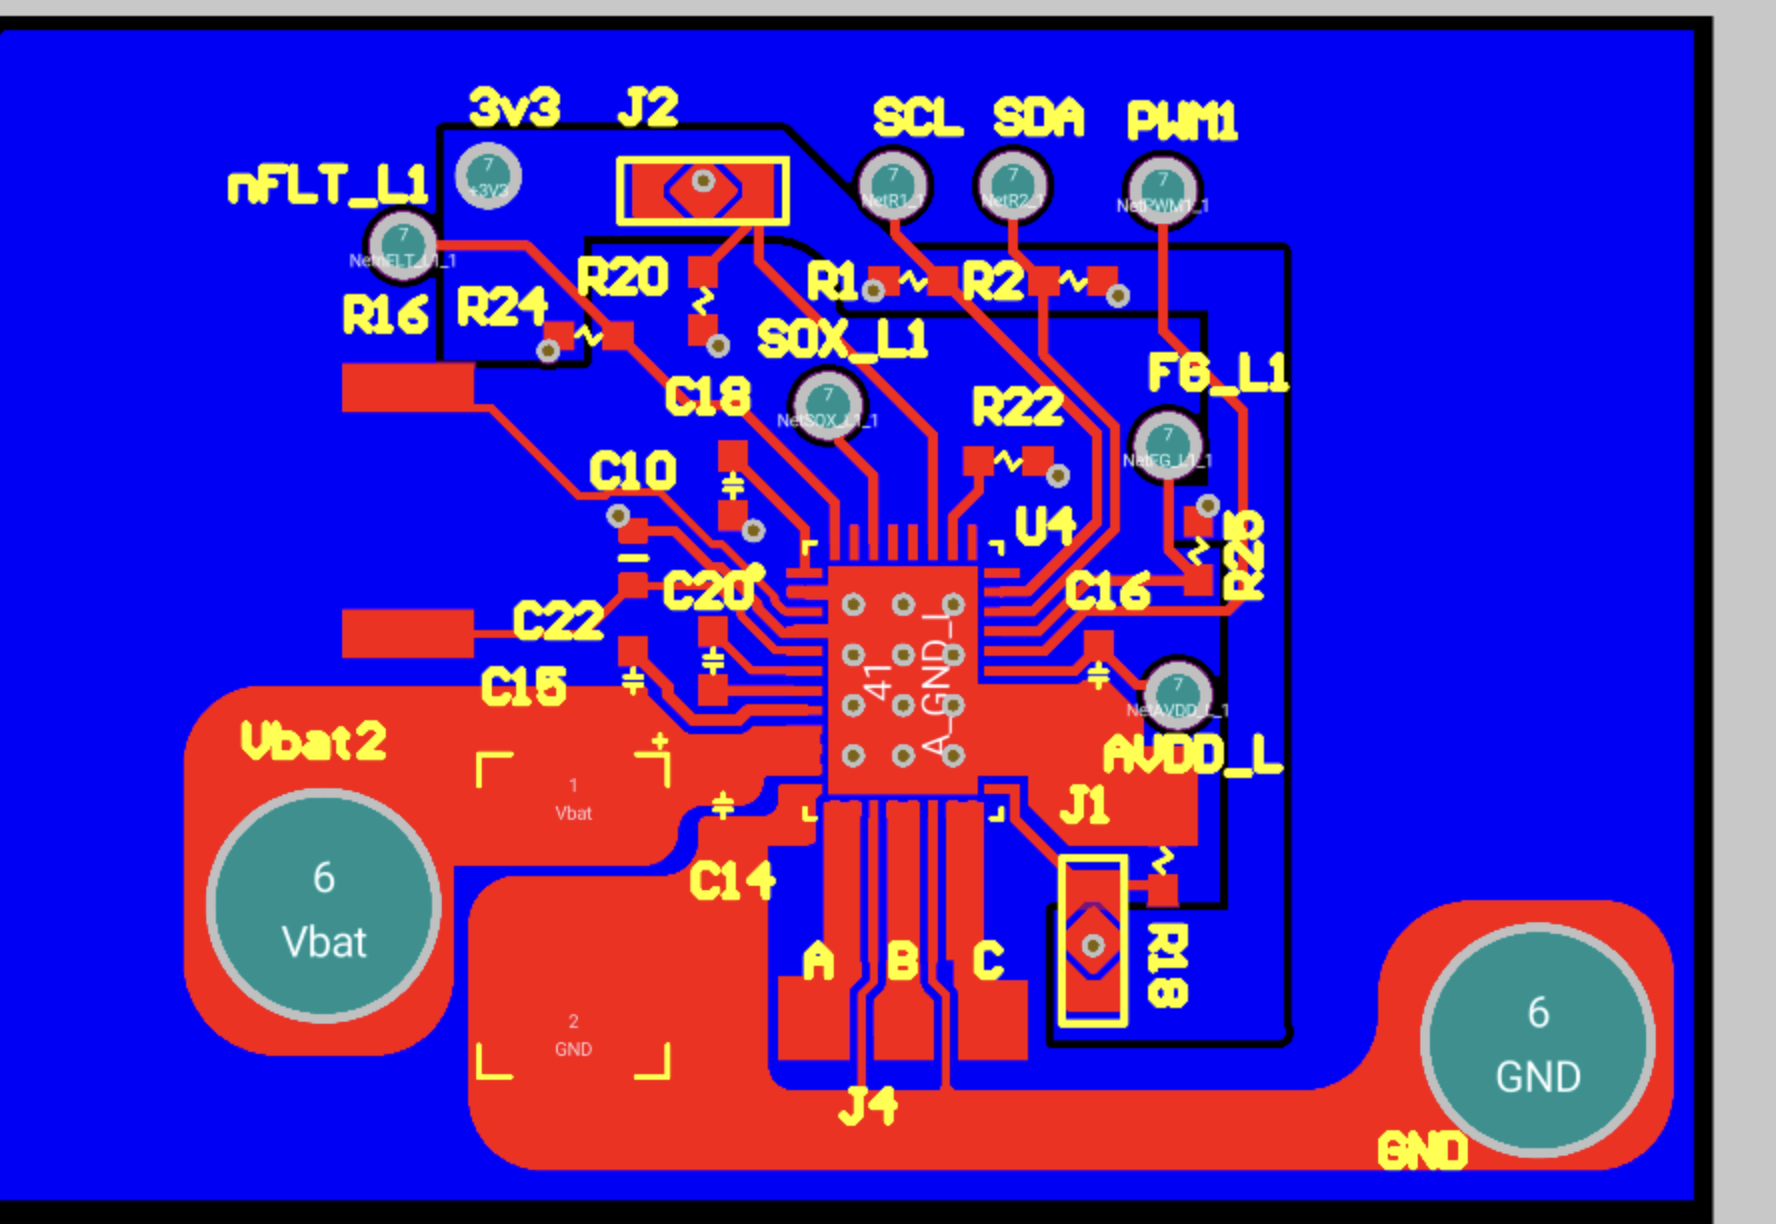 3v3
J2
SCL
SDA
PWM1
nFLT_L1
7
+3V3
7
NetR1_1
7
NetR2_1
7
NetPWM1_1
7
NetnFLT_L1_1
R16
R24
R20
R1
R2
SOX_L1
7
NetSOX_L1_1
C18
R22
FG_L1
7
NetFG_L1_1
C10
U4
C20
C16
C22
C15
41
A_GND_L
7
NetAVDD_L_1
AVDD_L
Vbat2
+
1
Vbat
J1
C14
6
Vbat
A
B
C
R18
2
GND
6
GND
J4
GND